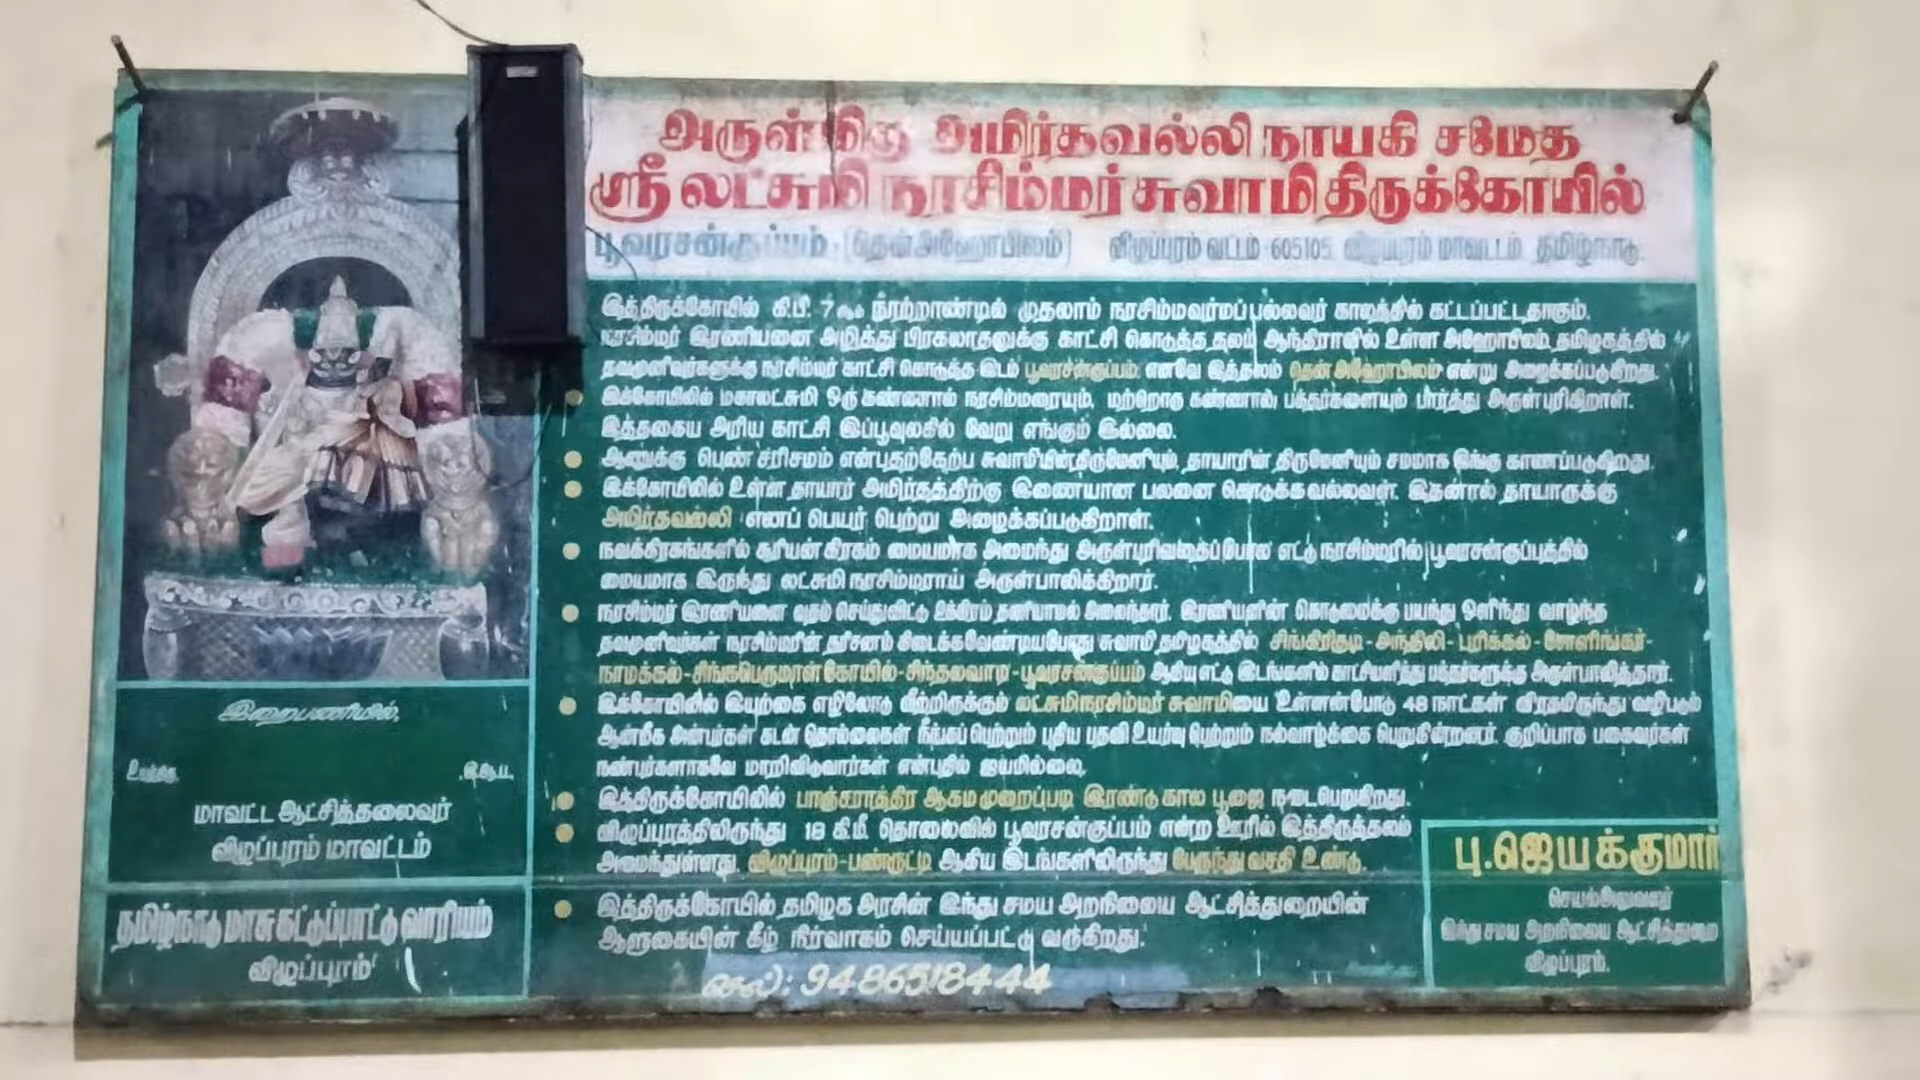 அருள்மிகு அமிர்தவல்லி நாயகி சமேத
ஸ்ரீ லட்சுமி நரசிம்மர் சுவாமி திருக்கோயில்
பூவரசன்குப்பம் - (தென்அஹோபிலம்) விழுப்புரம் வட்டம் 605105. விழுப்புரம் மாவட்டம். தமிழ்நாடு.
இத்திருக்கோயில் கி.பி. 7ஆம் நூற்றாண்டில் முதலாம் நரசிம்மவர்மப் பல்லவர் காலத்தில் கட்டப்பட்டதாகும்.
நரசிம்மர் இரணியனை அழித்து பிரகலாதனுக்கு காட்சி கொடுத்த தலம் ஆந்திராவில் உள்ள அஹோபிலம். தமிழகத்தில்
தவமுனிவர்களுக்கு நரசிம்மர் காட்சி கொடுத்த இடம் பூவரசன்குப்பம். எனவே இத்தலம் தென்அஹோபிலம் என்று அழைக்கப்படுகிறது.
இக்கோயிலில் மகாலட்சுமி ஒரு கண்ணால் நரசிம்மரையும், மற்றொரு கண்ணால் பக்தர்களையும் பார்த்து அருள்புரிகிறாள்.
இத்தகைய அரிய காட்சி இப்பூவுலகில் வேறு எங்கும் இல்லை.
ஆணுக்கு பெண் சரிசமம் என்பதற்கேற்ப சுவாமியின் திருமேனியும், தாயாரின் திருமேனியும் சமமாக இங்கு காணப்படுகிறது.
இக்கோயிலில் உள்ள தாயார் அமிர்தத்திற்கு இணையான பலனை கொடுக்கவல்லவள். இதனால் தாயாருக்கு
அமிர்தவல்லி எனப் பெயர் பெற்று அழைக்கப்படுகிறாள்.
நவக்கிரகங்களில் சூரியன் கிரகம் மையமாக அமைந்து அருள்புரிவதைப்போல எட்டு நரசிம்மரில் பூவரசன்குப்பத்தில்
மையமாக இருந்து லட்சுமி நரசிம்மராய் அருள்பாலிக்கிறார்.
நரசிம்மர் இரணியனை வதம் செய்துவிட்டு உக்கிரம் தணியாமல் அலைந்தார். இரணியனின் கொடுமைக்கு பயந்து ஒளிந்து வாழ்ந்த
தவமுனிவர்கள் நரசிம்மரின் தரிசனம் கிடைக்கவேண்டியபோது சுவாமி தமிழகத்தில் சிங்கிரிகுடி - அந்திலி - பரிக்கல் - சோளிங்கர் -
நாமக்கல் - சிங்கபெருமாள் கோயில் - சிந்தலவாடி - பூவரசன்குப்பம் ஆகிய எட்டு இடங்களில் காட்சியளித்து பக்தர்களுக்கு அருள்பாலித்தார்.
இக்கோயிலில் இயற்கை எழிலோடு வீற்றிருக்கும் லட்சுமிநரசிம்மர் சுவாமியை உள்ளன்போடு 48 நாட்கள் விரதமிருந்து வழிபடும்
ஆன்மீக அன்பர்கள் கடன் தொல்லைகள் நீங்கப் பெற்றும் புதிய பதவி உயர்வு பெற்றும் நல்வாழ்க்கை பெறுகின்றனர். குறிப்பாக பகைவர்கள்
நண்பர்களாகவே மாறிவிடுவார்கள் என்பதில் ஐயமில்லை.
இத்திருக்கோயிலில் பாஞ்சராத்திர ஆகம முறைப்படி இரண்டு கால பூஜை நடைபெறுகிறது.
விழுப்புரத்திலிருந்து 18 கி.மீ. தொலைவில் பூவரசன்குப்பம் என்ற ஊரில் இத்திருத்தலம்
அமைந்துள்ளது. விழுப்புரம் - பண்ருட்டி ஆகிய இடங்களிலிருந்து பேருந்து வசதி உண்டு.
இத்திருக்கோயில் தமிழக அரசின் இந்து சமய அறநிலைய ஆட்சித்துறையின்
ஆளுகையின் கீழ் நிர்வாகம் செய்யப்பட்டு வருகிறது.
செல்: 9486518444
இறைபணியில்,
இ.ஆ.ப.,
மாவட்ட ஆட்சித்தலைவர்
விழுப்புரம் மாவட்டம்
தமிழ்நாடு மாசு கட்டுப்பாட்டு வாரியம்
விழுப்புரம்
பு.ஜெயக்குமார்
செயல்அலுவலர்
இந்து சமய அறநிலைய ஆட்சித்துறை
விழுப்புரம்.